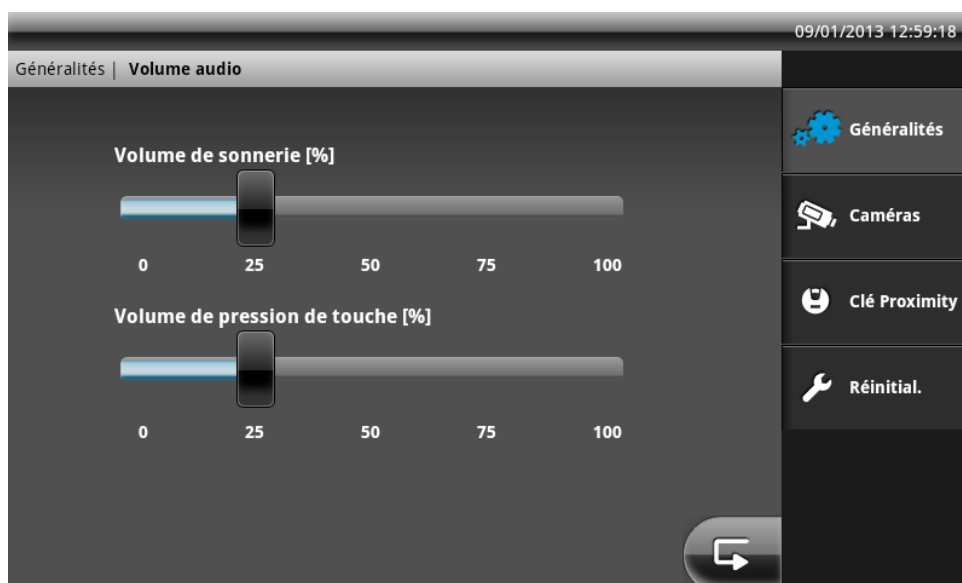 09/01/2013 12:59:18
Généralités | Volume audio
Volume de sonnerie [%]
0 25 50 75 100
Volume de pression de touche [%]
0 25 50 75 100
Généralités
Caméras
Clé Proximity
Réinitial.